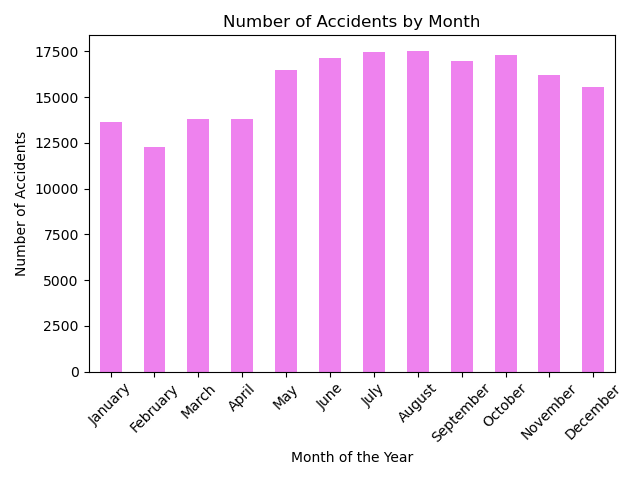 Number of Accidents by Month
Number of Accidents
17500
15000
12500
10000
7500
5000
2500
0
January
February
March
April
May
June
July
August
September
October
November
December
Month of the Year